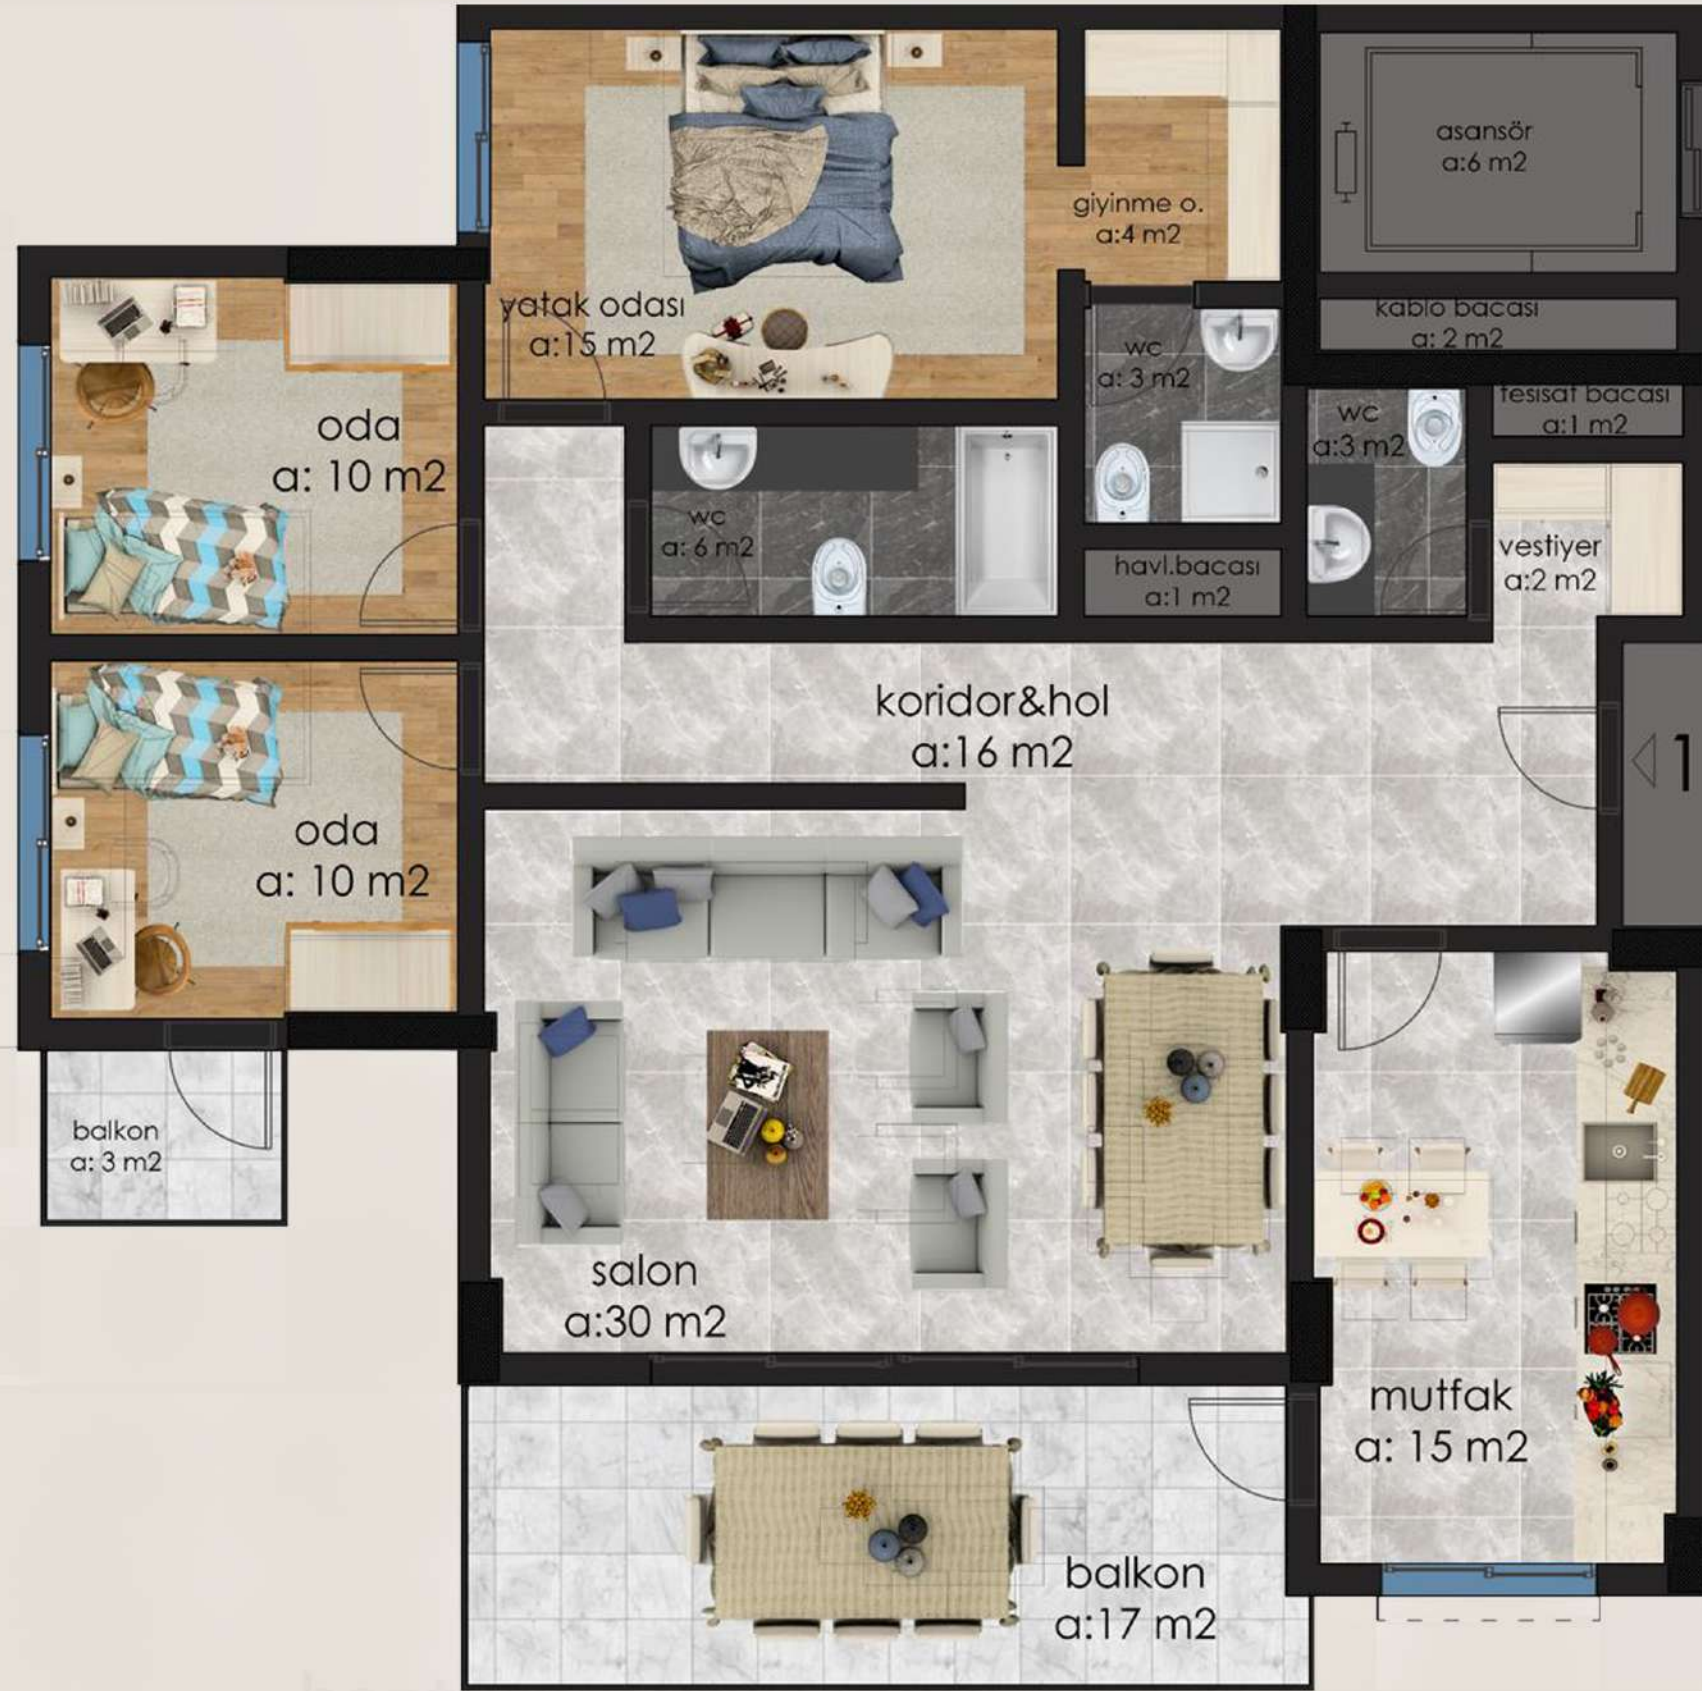 asansör
a:6 m2
giyinme o.
a:4 m2
yatak odası
a:15 m2
kablo bacası
a: 2 m2
wc
a: 3 m2
tesisat bacası
a:1 m2
wc
a:3 m2
oda
a: 10 m2
wc
a: 6 m2
havl.bacası
a:1 m2
vestiyer
a:2 m2
koridor&hol
a:16 m2
1
oda
a: 10 m2
balkon
a: 3 m2
salon
a:30 m2
mutfak
a: 15 m2
balkon
a:17 m2